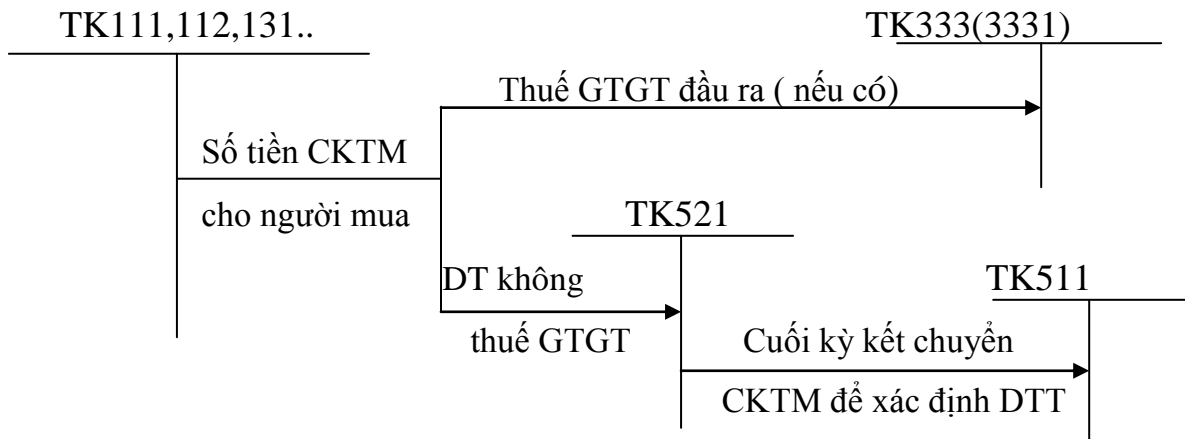 TK111,112,131..
TK333(3331)
Thuế GTGT đầu ra ( nếu có)
Số tiền CKTM
cho người mua
TK521
DT không
thuế GTGT
TK511
Cuối kỳ kết chuyển
CKTM để xác định DTT